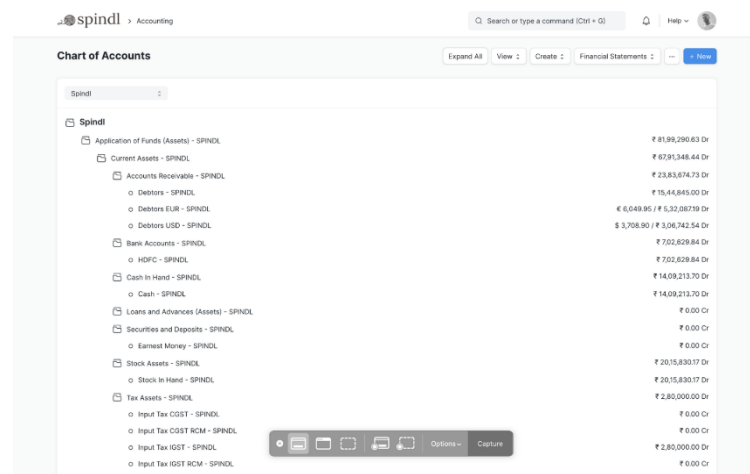 spindl > Accounting
Search or type a command (Ctrl + G)
Help
Chart of Accounts
Expand All
View
Create
Financial Statements
+ New
Spindl
Spindl
Application of Funds (Assets) - SPINDL ₹ 81,99,290.63 Dr
Current Assets - SPINDL ₹ 67,91,348.44 Dr
Accounts Receivable - SPINDL ₹ 23,83,674.73 Dr
Debtors - SPINDL ₹ 15,44,845.00 Dr
Debtors EUR - SPINDL € 6,049.95 / ₹ 5,32,087.19 Dr
Debtors USD - SPINDL $ 3,708.90 / ₹ 3,06,742.54 Dr
Bank Accounts - SPINDL ₹ 7,02,629.84 Dr
HDFC - SPINDL ₹ 7,02,629.84 Dr
Cash In Hand - SPINDL ₹ 14,09,213.70 Dr
Cash - SPINDL ₹ 14,09,213.70 Dr
Loans and Advances (Assets) - SPINDL ₹ 0.00 Cr
Securities and Deposits - SPINDL ₹ 0.00 Cr
Earnest Money - SPINDL ₹ 0.00 Cr
Stock Assets - SPINDL ₹ 20,15,830.17 Dr
Stock In Hand - SPINDL ₹ 20,15,830.17 Dr
Tax Assets - SPINDL ₹ 2,80,000.00 Dr
Input Tax CGST - SPINDL ₹ 0.00 Cr
Input Tax CGST RCM - SPINDL ₹ 0.00 Cr
Input Tax IGST - SPINDL ₹ 2,80,000.00 Dr
Input Tax IGST RCM - SPINDL ₹ 0.00 Cr
Options
Capture